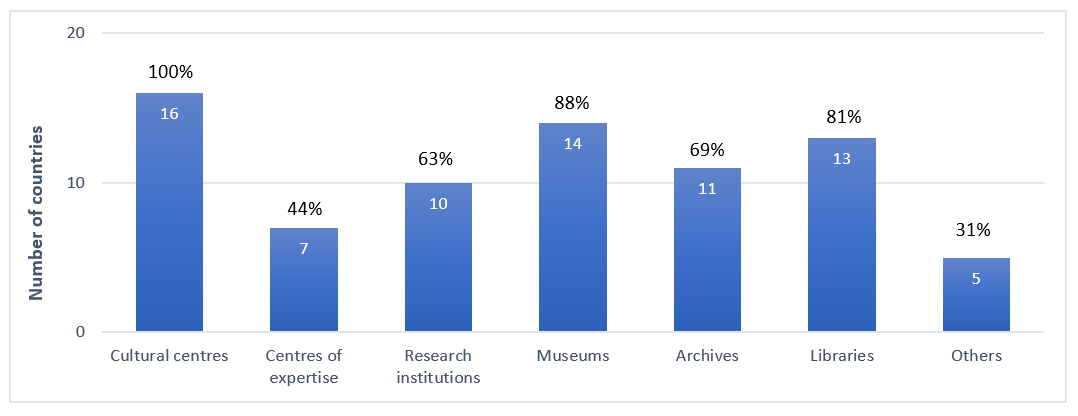 20
100%
88%
81%
16
63%
14
69%
13
10
44%
10
11
31%
7
5
0
Number of countries
Cultural centres
Centres of
expertise
Research
institutions
Museums
Archives
Libraries
Others